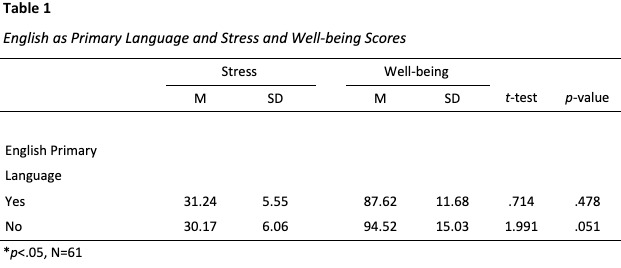 Table 1
English as Primary Language and Stress and Well-being Scores
Stress Well-being
M SD M SD t-test p-value
English Primary
Language
Yes 31.24 5.55 87.62 11.68 .714 .478
No 30.17 6.06 94.52 15.03 1.991 .051
*p<.05, N=61